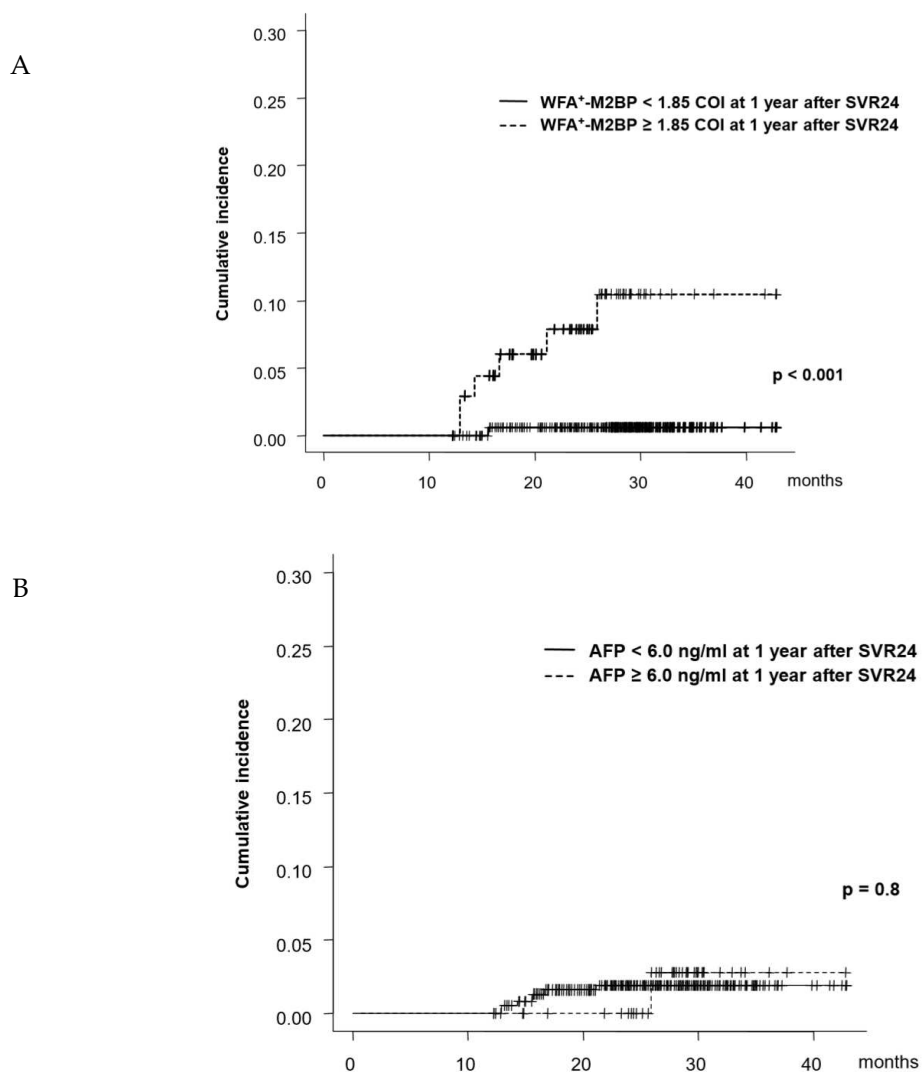 A
0.30
0.25
0.20
0.15
0.10
0.05
0.00
Cumulative incidence
WFA+-M2BP < 1.85 COI at 1 year after SVR24
WFA+-M2BP ≥ 1.85 COI at 1 year after SVR24
p < 0.001
0 10 20 30 40 months
B
0.30
0.25
0.20
0.15
0.10
0.05
0.00
Cumulative incidence
AFP < 6.0 ng/ml at 1 year after SVR24
AFP ≥ 6.0 ng/ml at 1 year after SVR24
p = 0.8
0 10 20 30 40 months